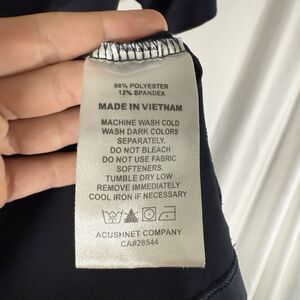 88% POLYESTER
12% SPANDEX
MADE IN VIETNAM
MACHINE WASH COLD
WASH DARK COLORS
SEPARATELY.
DO NOT BLEACH
DO NOT USE FABRIC
SOFTENERS.
TUMBLE DRY LOW
REMOVE IMMEDIATELY
COOL IRON IF NECESSARY
ACUSHNET COMPANY
CA#28544